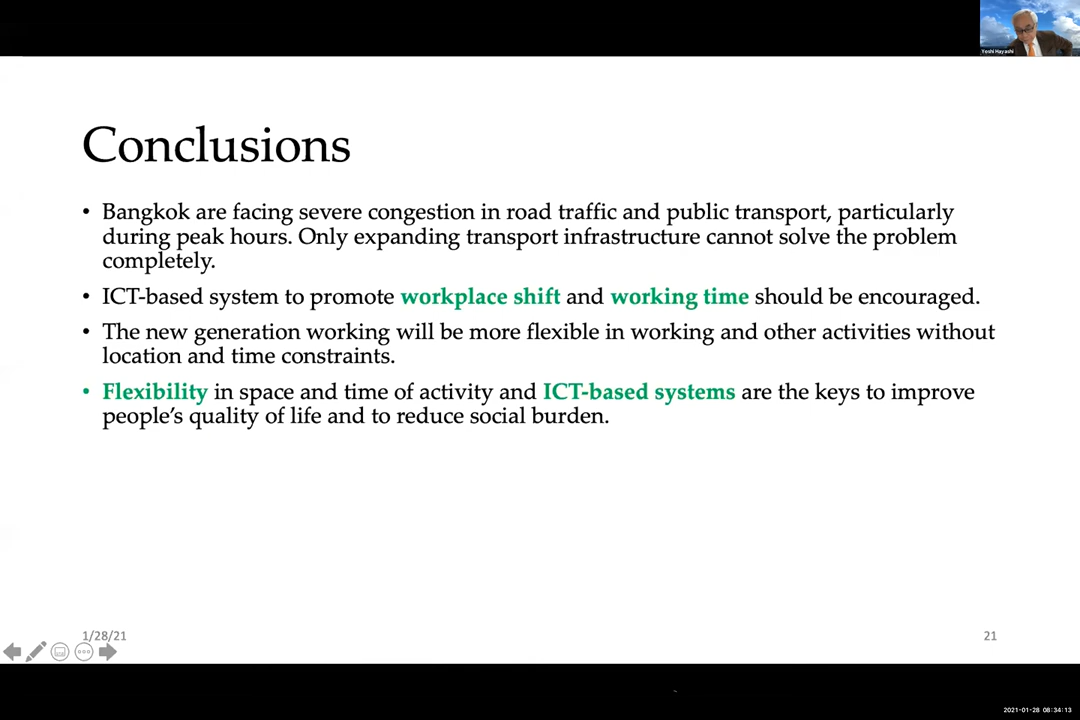 Yoshi Hayashi
Conclusions
• Bangkok are facing severe congestion in road traffic and public transport, particularly
during peak hours. Only expanding transport infrastructure cannot solve the problem
completely.
• ICT-based system to promote workplace shift and working time should be encouraged.
• The new generation working will be more flexible in working and other activities without
location and time constraints.
• Flexibility in space and time of activity and ICT-based systems are the keys to improve
people’s quality of life and to reduce social burden.
1/28/21
21
2021-01-28 08:34:13